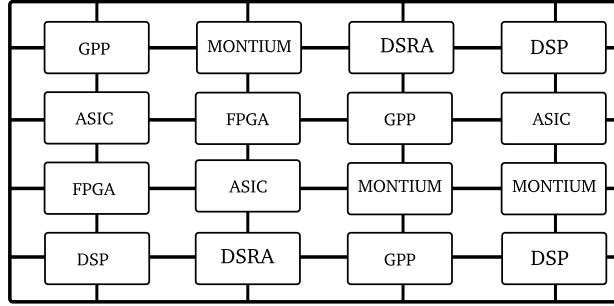 GPP MONTIUM DSRA DSP
ASIC FPGA GPP ASIC
FPGA ASIC MONTIUM MONTIUM
DSP DSRA GPP DSP